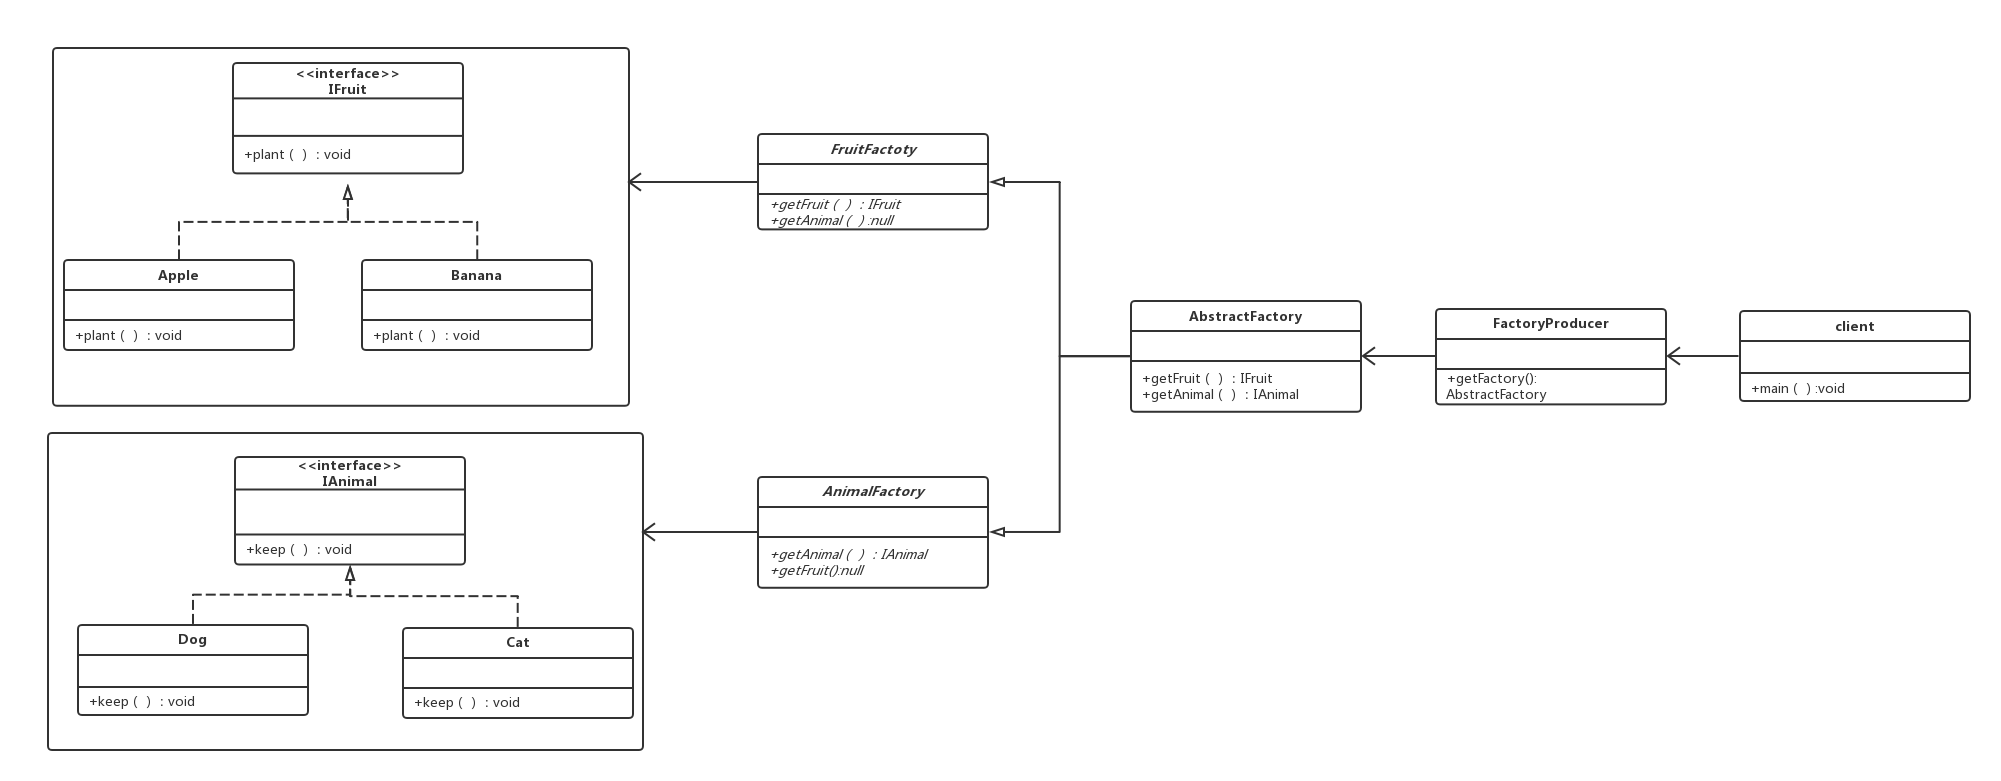 <<interface>>
IFruit
+plant (  )  : void
Apple
+plant (  )  : void
Banana
+plant (  )  : void
<<interface>>
IAnimal
+keep (  )  : void
Dog
+keep (  )  : void
Cat
+keep (  )  : void
FruitFactoty
+getFruit (  )  : IFruit
+getAnimal (  ) :null
AnimalFactory
+getAnimal (  )  : IAnimal
+getFruit():null
AbstractFactory
+getFruit (  )  : IFruit
+getAnimal (  )  : IAnimal
FactoryProducer
+getFactory():
AbstractFactory
client
+main (  ) :void